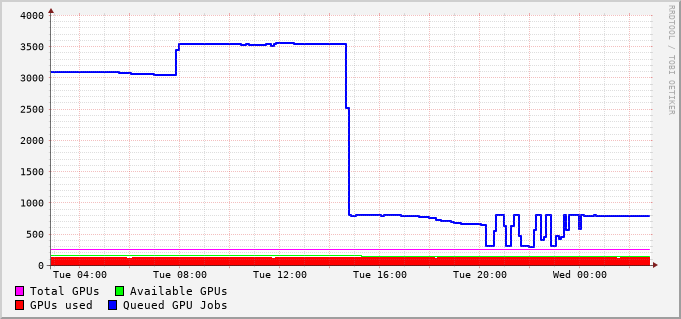 4000
3500
3000
2500
2000
1500
1000
500
0
Tue 04:00 Tue 08:00 Tue 12:00 Tue 16:00 Tue 20:00 Wed 00:00
Total GPUs Available GPUs
GPUs used Queued GPU Jobs
RRDTOOL / TOBI OETIKER